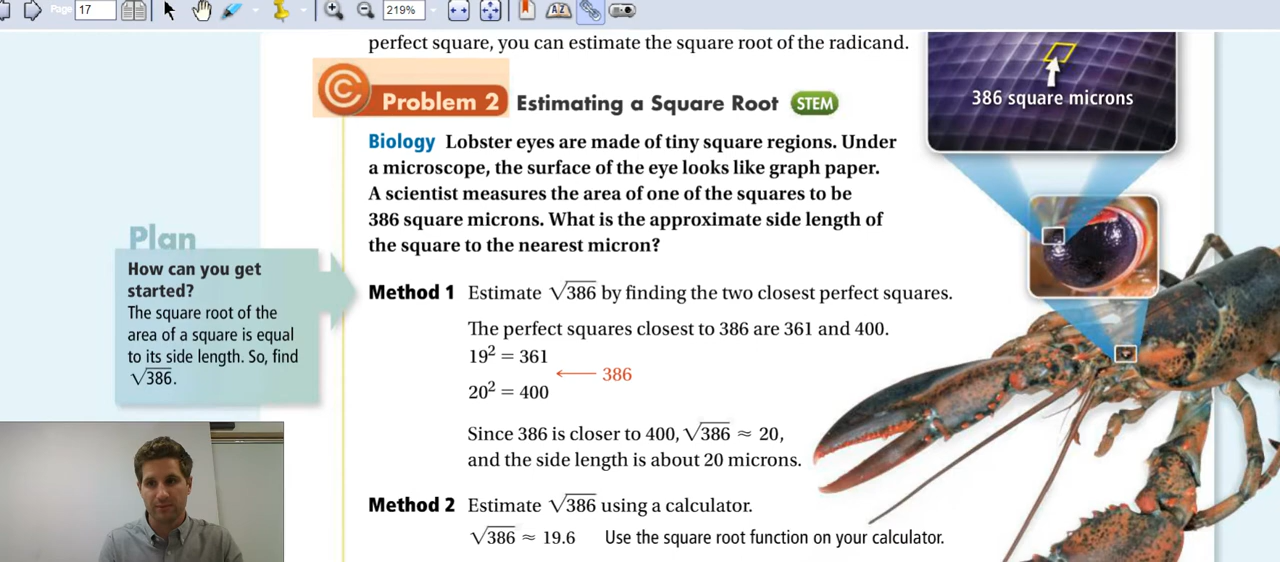 Page 17
219%
perfect square, you can estimate the square root of the radicand.
386 square microns
C Problem 2 Estimating a Square Root STEM
Biology Lobster eyes are made of tiny square regions. Under
a microscope, the surface of the eye looks like graph paper.
A scientist measures the area of one of the squares to be
386 square microns. What is the approximate side length of
the square to the nearest micron?
Plan
How can you get
started?
The square root of the
area of a square is equal
to its side length. So, find
√386.
Method 1 Estimate √386 by finding the two closest perfect squares.
The perfect squares closest to 386 are 361 and 400.
19² = 361
← 386
20² = 400
Since 386 is closer to 400, √386 ≈ 20,
and the side length is about 20 microns.
Method 2 Estimate √386 using a calculator.
√386 ≈ 19.6 Use the square root function on your calculator.